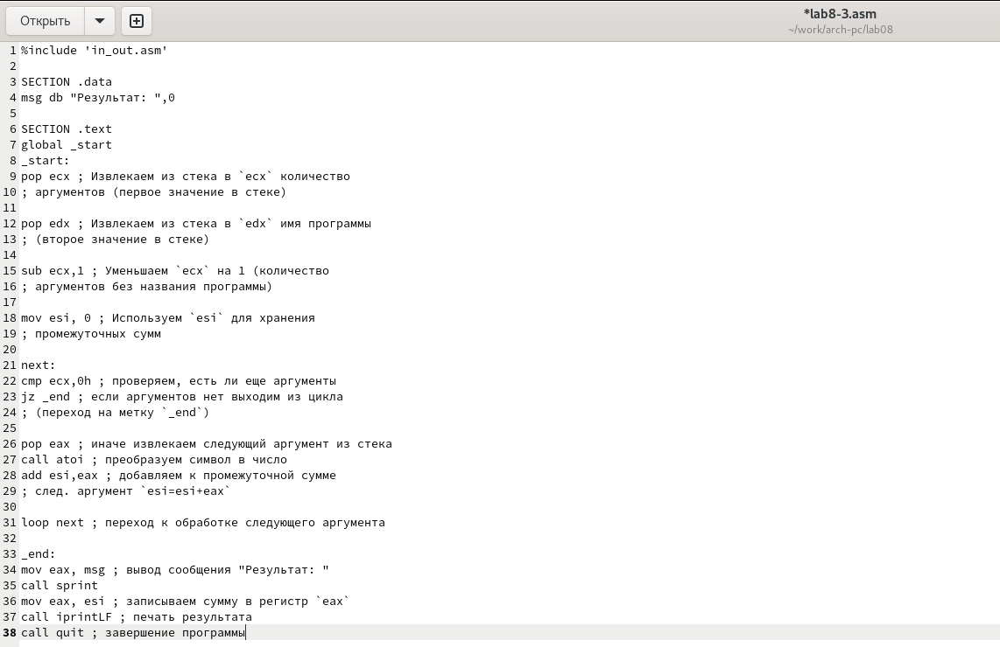 Открыть
*lab8-3.asm
~/work/arch-pc/lab08
1 %include 'in_out.asm'
2
3 SECTION .data
4 msg db "Результат: ",0
5
6 SECTION .text
7 global _start
8 _start:
9 pop ecx ; Извлекаем из стека в `ecx` количество
10 ; аргументов (первое значение в стеке)
11
12 pop edx ; Извлекаем из стека в `edx` имя программы
13 ; (второе значение в стеке)
14
15 sub ecx,1 ; Уменьшаем `ecx` на 1 (количество
16 ; аргументов без названия программы)
17
18 mov esi, 0 ; Используем `esi` для хранения
19 ; промежуточных сумм
20
21 next:
22 cmp ecx,0h ; проверяем, есть ли еще аргументы
23 jz _end ; если аргументов нет выходим из цикла
24 ; (переход на метку `_end`)
25
26 pop eax ; иначе извлекаем следующий аргумент из стека
27 call atoi ; преобразуем символ в число
28 add esi,eax ; добавляем к промежуточной сумме
29 ; след. аргумент `esi=esi+eax`
30
31 loop next ; переход к обработке следующего аргумента
32
33 _end:
34 mov eax, msg ; вывод сообщения "Результат: "
35 call sprint
36 mov eax, esi ; записываем сумму в регистр `eax`
37 call iprintLF ; печать результата
38 call quit ; завершение программы